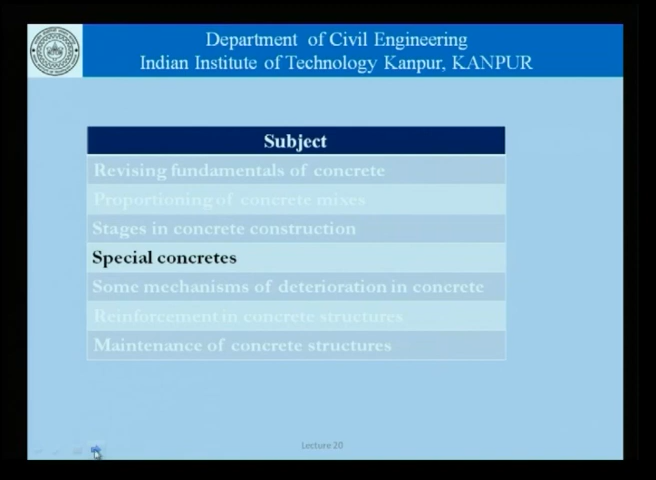 Department of Civil Engineering
Indian Institute of Technology Kanpur, KANPUR
Subject
Revising fundamentals of concrete
Proportioning of concrete mixes
Stages in concrete construction
Special concretes
Some mechanisms of deterioration in concrete
Reinforcement in concrete structures
Maintenance of concrete structures
Lecture 20